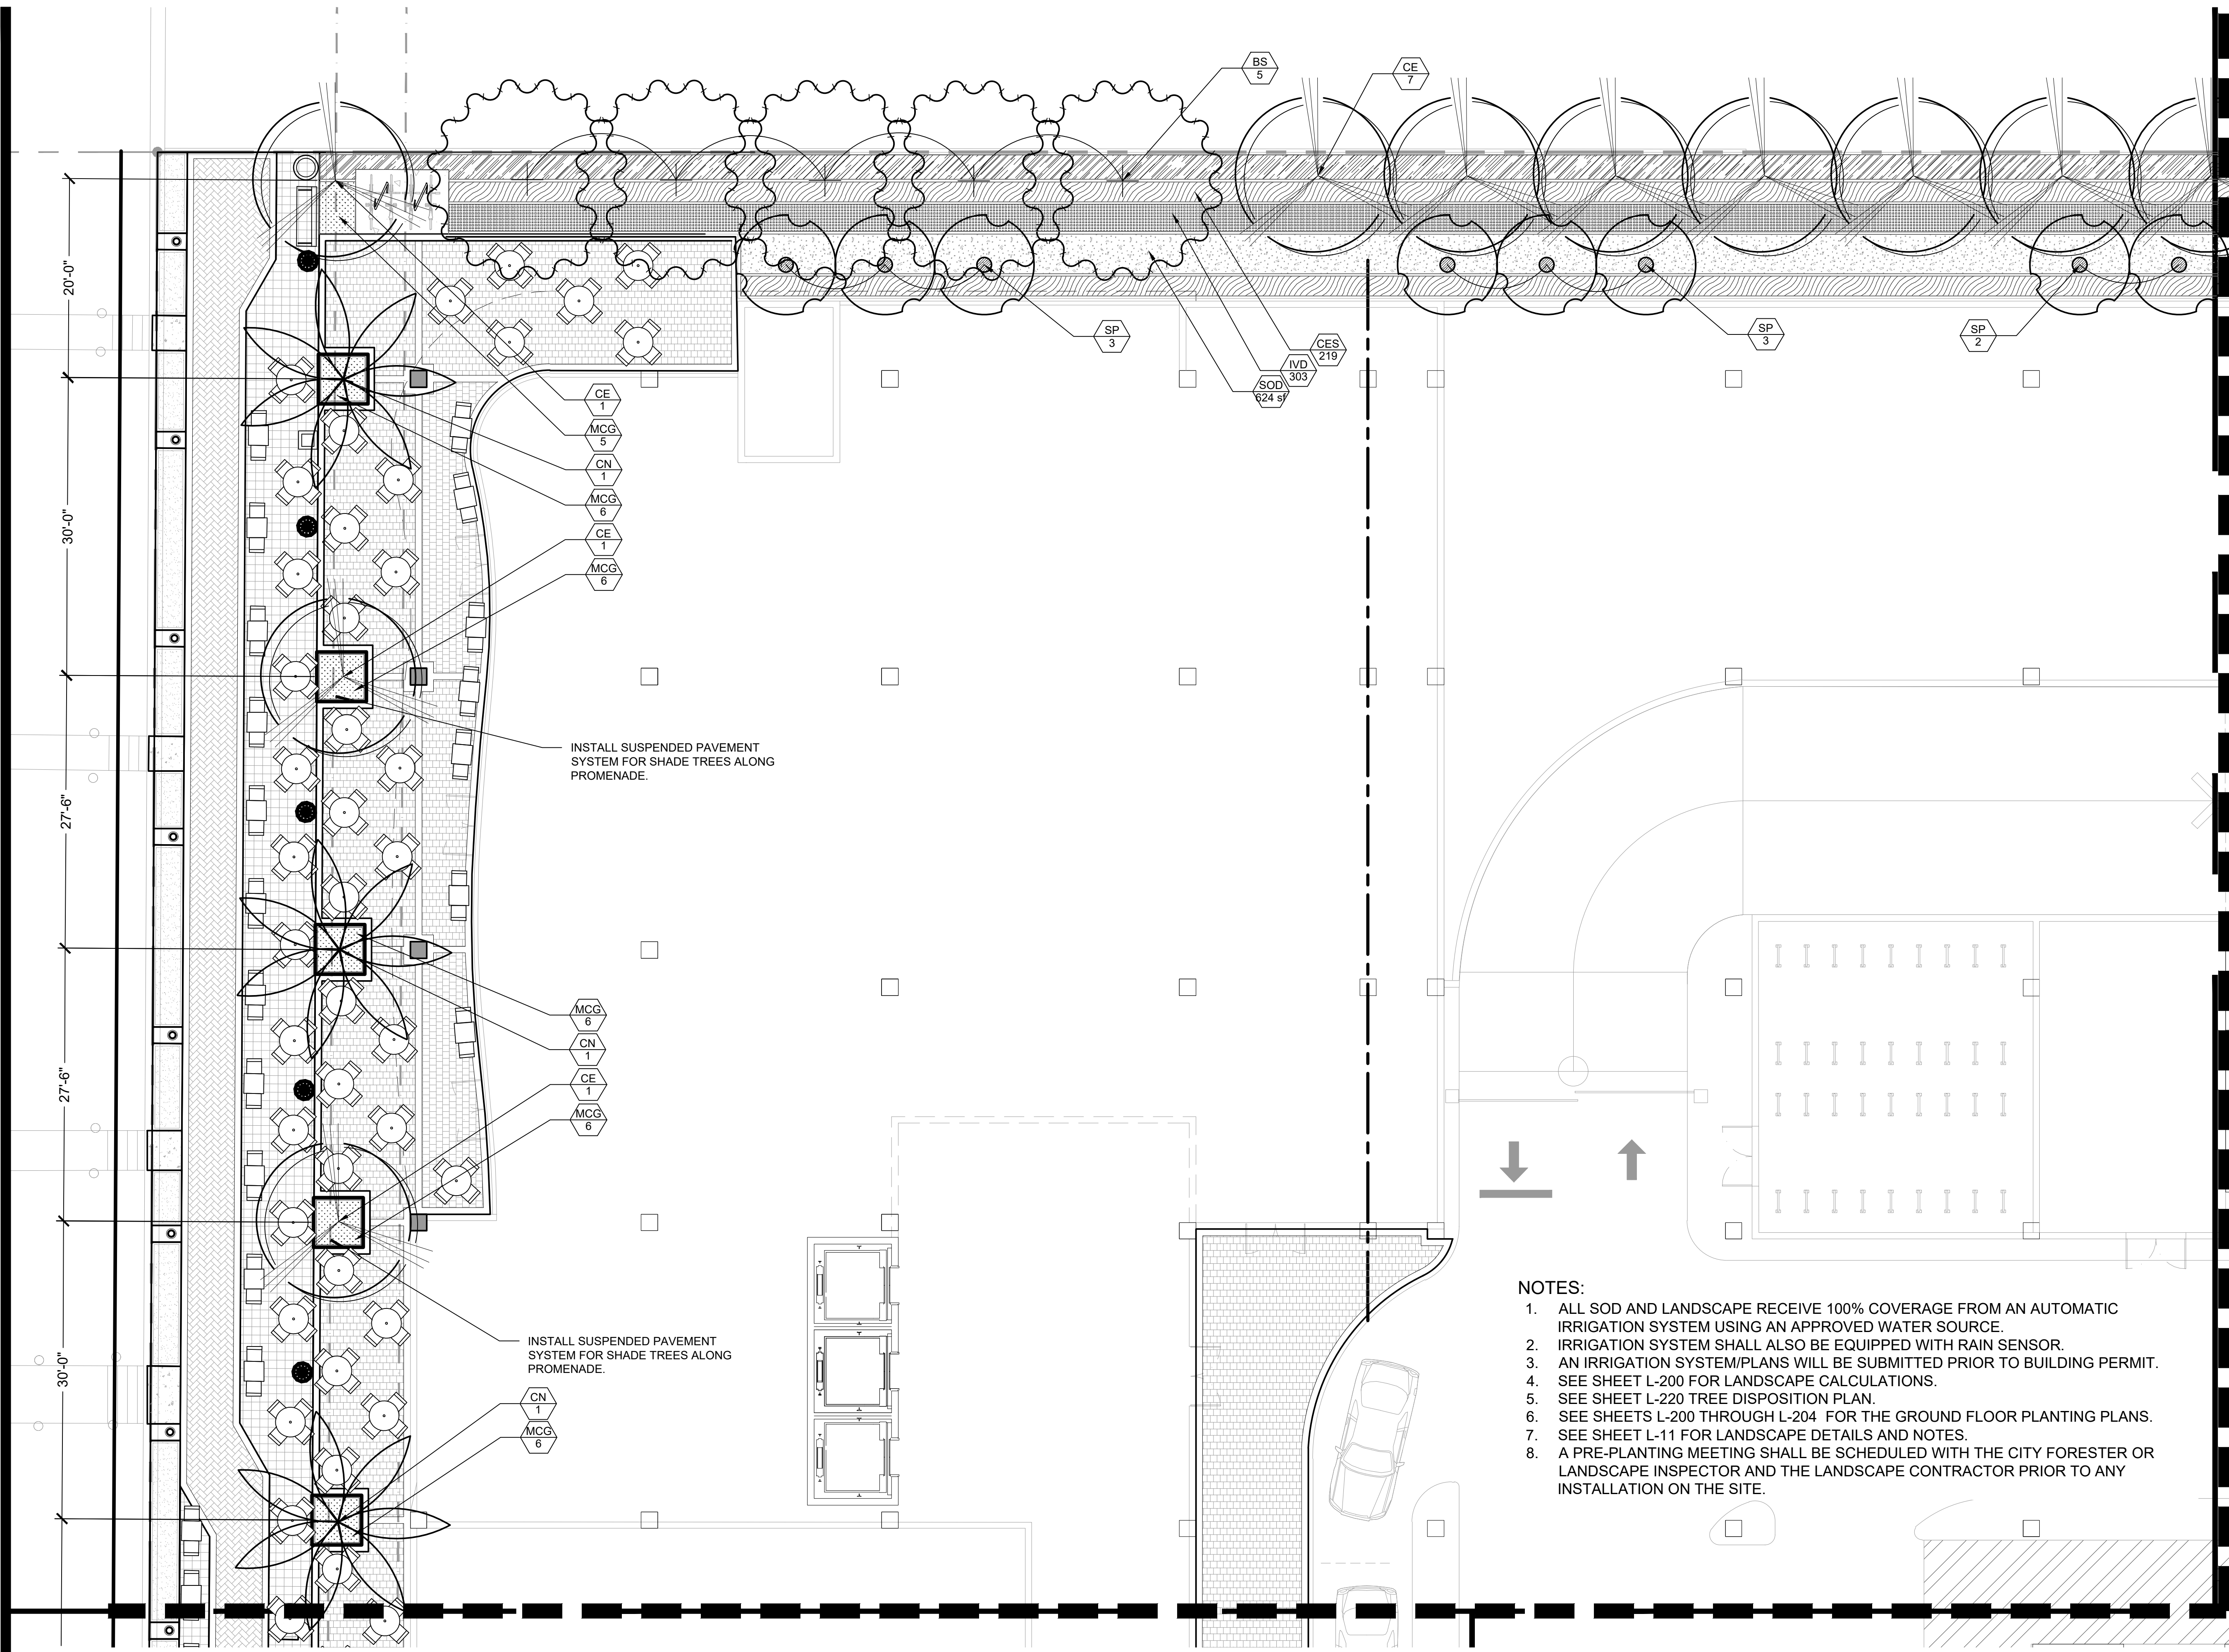 BS
5
CE
7
SP
3
SP
3
SP
2
CES
219
IVD
303
SOD
624 sf
20'-0"
30'-0"
27'-6"
27'-6"
30'-0"
CE
1
MCG
5
CN
1
MCG
6
CE
1
MCG
6
INSTALL SUSPENDED PAVEMENT
SYSTEM FOR SHADE TREES ALONG
PROMENADE.
MCG
6
CN
1
CE
1
MCG
6
INSTALL SUSPENDED PAVEMENT
SYSTEM FOR SHADE TREES ALONG
PROMENADE.
CN
1
MCG
6
NOTES:
1. ALL SOD AND LANDSCAPE RECEIVE 100% COVERAGE FROM AN AUTOMATIC
IRRIGATION SYSTEM USING AN APPROVED WATER SOURCE.
2. IRRIGATION SYSTEM SHALL ALSO BE EQUIPPED WITH RAIN SENSOR.
3. AN IRRIGATION SYSTEM/PLANS WILL BE SUBMITTED PRIOR TO BUILDING PERMIT.
4. SEE SHEET L-200 FOR LANDSCAPE CALCULATIONS.
5. SEE SHEET L-220 TREE DISPOSITION PLAN.
6. SEE SHEETS L-200 THROUGH L-204 FOR THE GROUND FLOOR PLANTING PLANS.
7. SEE SHEET L-11 FOR LANDSCAPE DETAILS AND NOTES.
8. A PRE-PLANTING MEETING SHALL BE SCHEDULED WITH THE CITY FORESTER OR
LANDSCAPE INSPECTOR AND THE LANDSCAPE CONTRACTOR PRIOR TO ANY
INSTALLATION ON THE SITE.